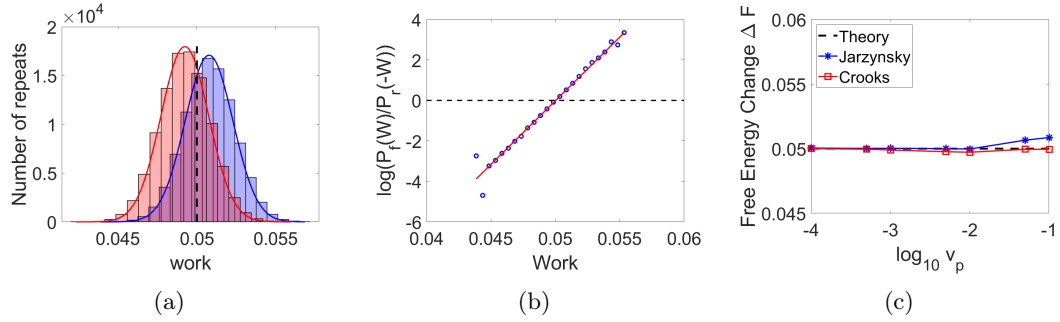 2 ×10⁴
1.5
1
0.5
0
Number of repeats
0.045
0.05
0.055
work
(a)
4
2
0
-2
-4
-6
log(P_f(W)/P_r(-W))
0.04
0.045
0.05
0.055
0.06
Work
(b)
0.06
0.055
0.05
0.045
Free Energy Change Δ F
Theory
Jarzynsky
Crooks
-4
-3
-2
-1
log₁₀ v_p
(c)